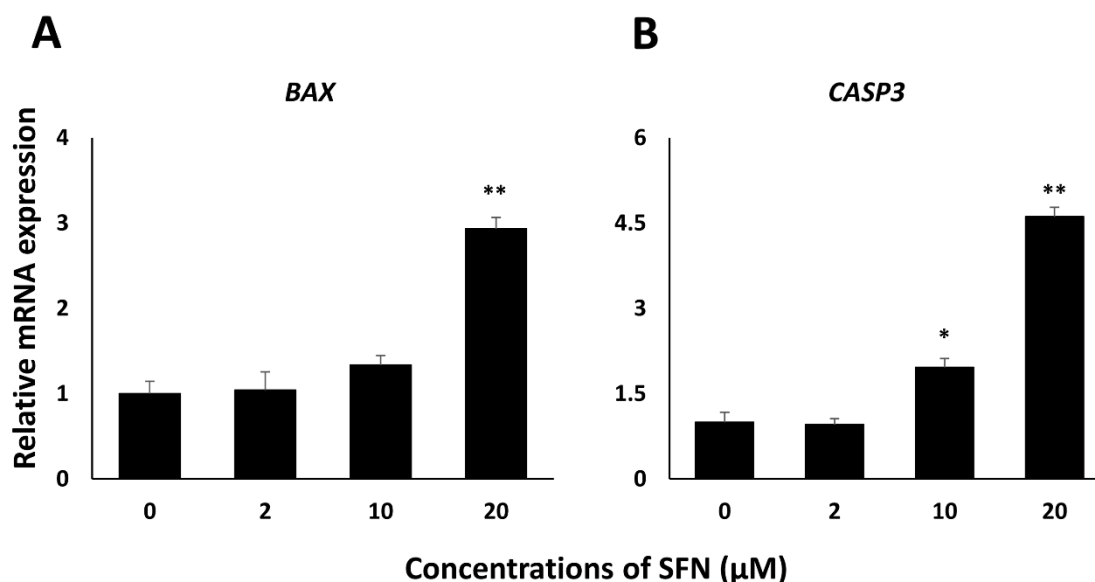 A
B
BAX
CASP3
Relative mRNA expression
4
3
2
1
0
**
0 2 10 20
6
4.5
3
1.5
0
*
**
0 2 10 20
Concentrations of SFN (µM)